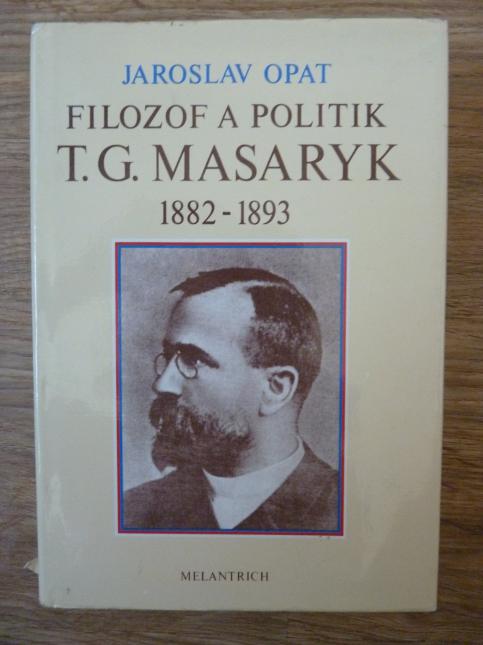 JAROSLAV OPAT
FILOZOF A POLITIK
T. G. MASARYK
1882 - 1893
MELANTRICH